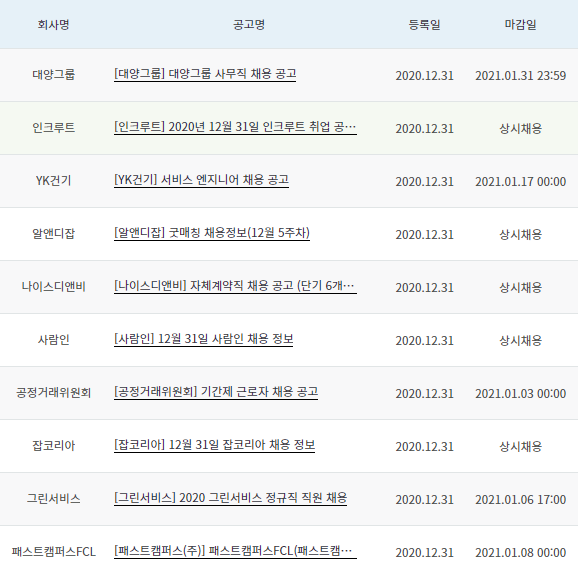 회사명 공고명 등록일 마감일
대양그룹 [대양그룹] 대양그룹 사무직 채용 공고 2020.12.31 2021.01.31 23:59
인크루트 [인크루트] 2020년 12월 31일 인크루트 취업 공… 2020.12.31 상시채용
YK건기 [YK건기] 서비스 엔지니어 채용 공고 2020.12.31 2021.01.17 00:00
알앤디잡 [알앤디잡] 굿매칭 채용정보(12월 5주차) 2020.12.31 상시채용
나이스디앤비 [나이스디앤비] 자체계약직 채용 공고 (단기 6개… 2020.12.31 상시채용
사람인 [사람인] 12월 31일 사람인 채용 정보 2020.12.31 상시채용
공정거래위원회 [공정거래위원회] 기간제 근로자 채용 공고 2020.12.31 2021.01.03 00:00
잡코리아 [잡코리아] 12월 31일 잡코리아 채용 정보 2020.12.31 상시채용
그린서비스 [그린서비스] 2020 그린서비스 정규직 직원 채용 2020.12.31 2021.01.06 17:00
패스트캠퍼스FCL [패스트캠퍼스(주)] 패스트캠퍼스FCL(패스트캠… 2020.12.31 2021.01.08 00:00